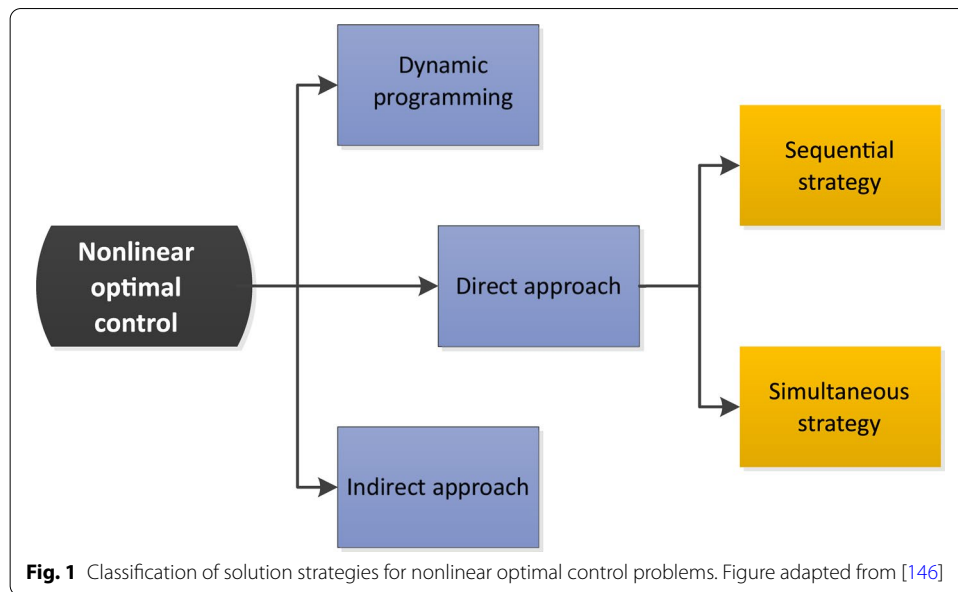 Dynamic
programming
Sequential
strategy
Nonlinear
optimal
control
Direct approach
Simultaneous
strategy
Indirect approach
Fig. 1 Classification of solution strategies for nonlinear optimal control problems. Figure adapted from [146]